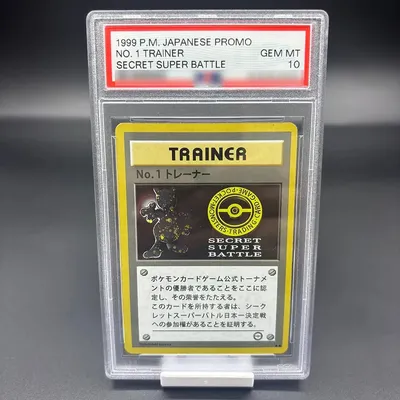 1999 P.M. JAPANESE PROMO
NO. 1 TRAINER GEM MT
SECRET SUPER BATTLE 10
TRAINER
No.1 トレーナー
POCKET MONSTERS TRADING CARD GAME
SECRET
SUPER
BATTLE
ポケモンカードゲーム公式トーナメ
ントの優勝者であることをここに認
定し、その栄誉をたたえる。
このカードを所持する者は、シーク
レットスーパーバトル日本一決定戦
への参加権があることを証明する。